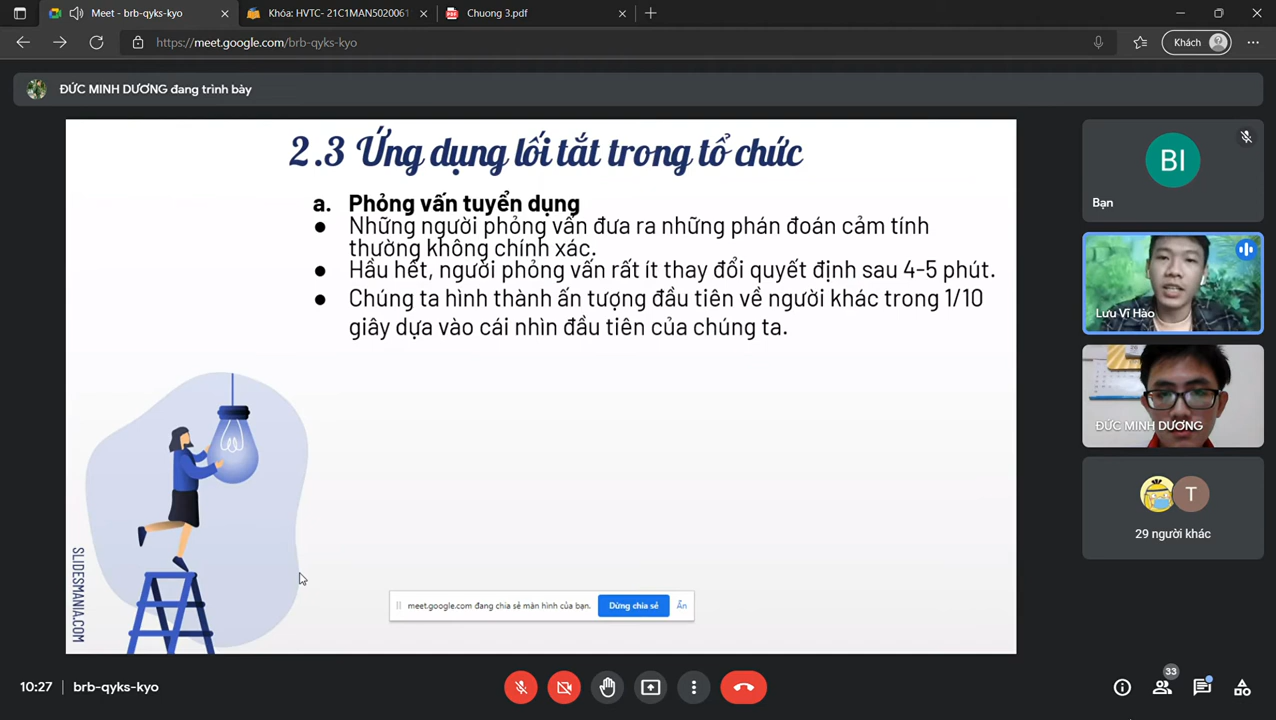 Meet - brb-qyks-kyo
Khóa: HVTC- 21C1MAN5020061
PDF
Chuong 3.pdf
https://meet.google.com/brb-qyks-kyo
Khách
ĐỨC MINH DƯƠNG đang trình bày
2.3 Ứng dụng lối tắt trong tổ chức
a. Phỏng vấn tuyển dụng
● Những người phỏng vấn đưa ra những phán đoán cảm tính
thường không chính xác.
● Hầu hết, người phỏng vấn rất ít thay đổi quyết định sau 4-5 phút.
● Chúng ta hình thành ấn tượng đầu tiên về người khác trong 1/10
giây dựa vào cái nhìn đầu tiên của chúng ta.
SLIDESMANIA.COM
meet.google.com đang chia sẻ màn hình của bạn.
Dừng chia sẻ
Ẩn
BI
Bạn
Lưu Vĩ Hào
ĐỨC MINH DƯƠNG
T
29 người khác
10:27
brb-qyks-kyo
33